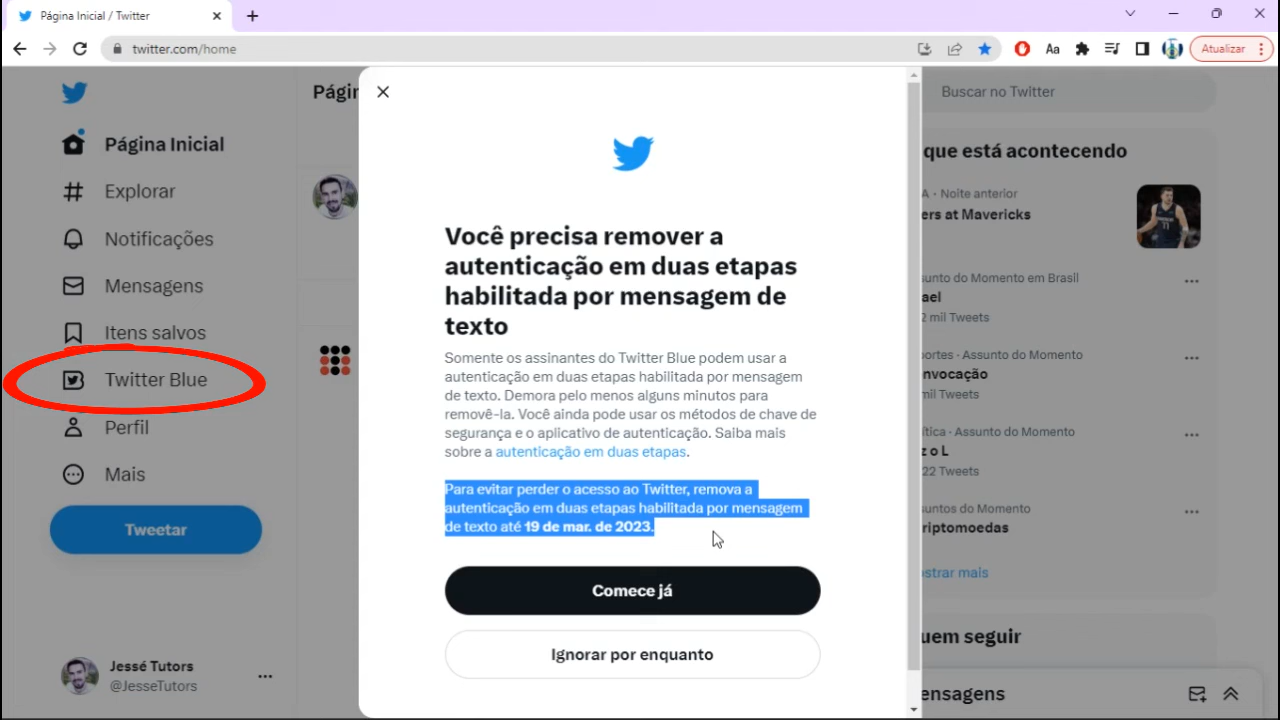 Página Inicial / Twitter
twitter.com/home
Aa
Atualizar
Págin
Buscar no Twitter
Página Inicial
Explorar
Notificações
Mensagens
Itens salvos
Twitter Blue
Perfil
Mais
Tweetar
Jessé Tutors
@JesseTutors
Você precisa remover a
autenticação em duas etapas
habilitada por mensagem de
texto
Somente os assinantes do Twitter Blue podem usar a
autenticação em duas etapas habilitada por mensagem
de texto. Demora pelo menos alguns minutos para
removê-la. Você ainda pode usar os métodos de chave de
segurança e o aplicativo de autenticação. Saiba mais
sobre a autenticação em duas etapas.
Para evitar perder o acesso ao Twitter, remova a
autenticação em duas etapas habilitada por mensagem
de texto até 19 de mar. de 2023.
Comece já
Ignorar por enquanto
que está acontecendo
A · Noite anterior
ers at Mavericks
sunto do Momento em Brasil
ael
2 mil Tweets
portes · Assunto do Momento
nvocação
mil Tweets
ítica · Assunto do Momento
z o L
22 Tweets
suntos do Momento
riptomoedas
strar mais
uem seguir
ensagens